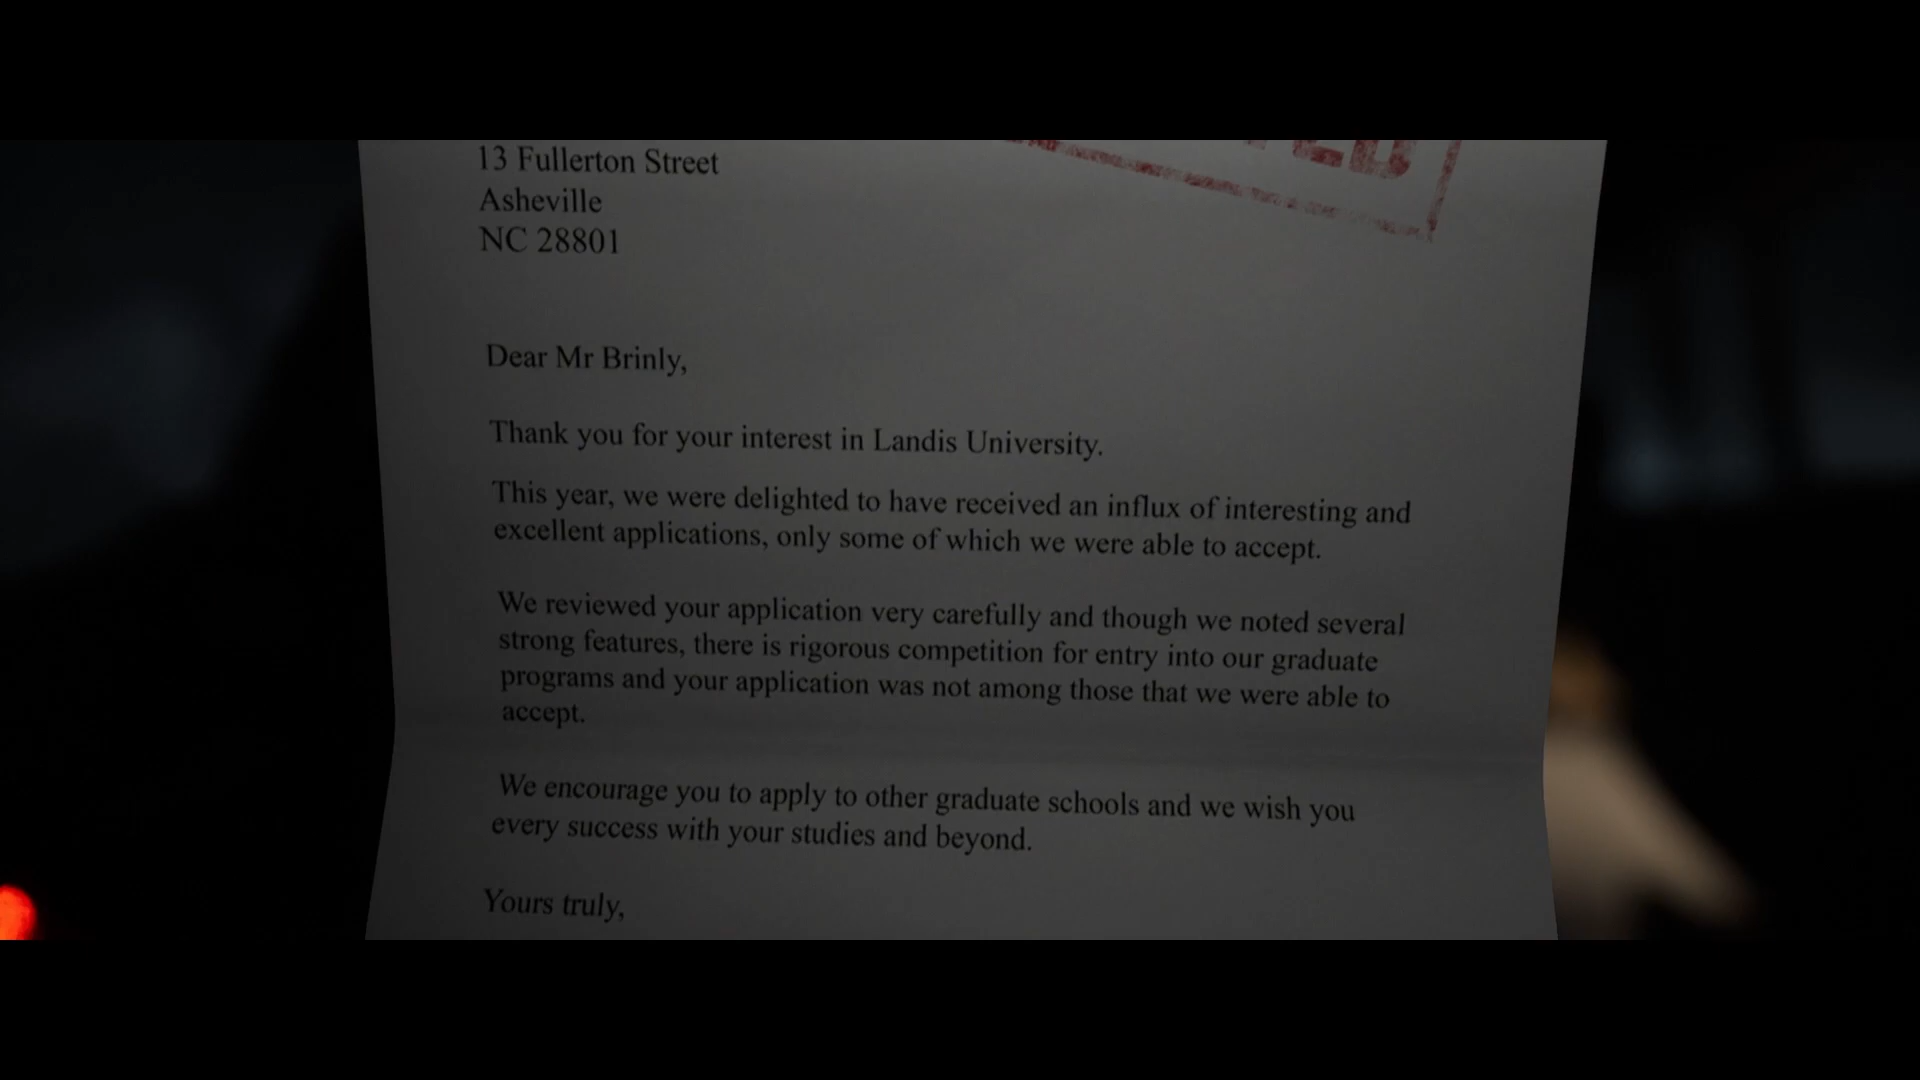 13 Fullerton Street
Asheville
NC 28801
Dear Mr Brinly,
Thank you for your interest in Landis University.
This year, we were delighted to have received an influx of interesting and
excellent applications, only some of which we were able to accept.
We reviewed your application very carefully and though we noted several
strong features, there is rigorous competition for entry into our graduate
programs and your application was not among those that we were able to
accept.
We encourage you to apply to other graduate schools and we wish you
every success with your studies and beyond.
Yours truly,